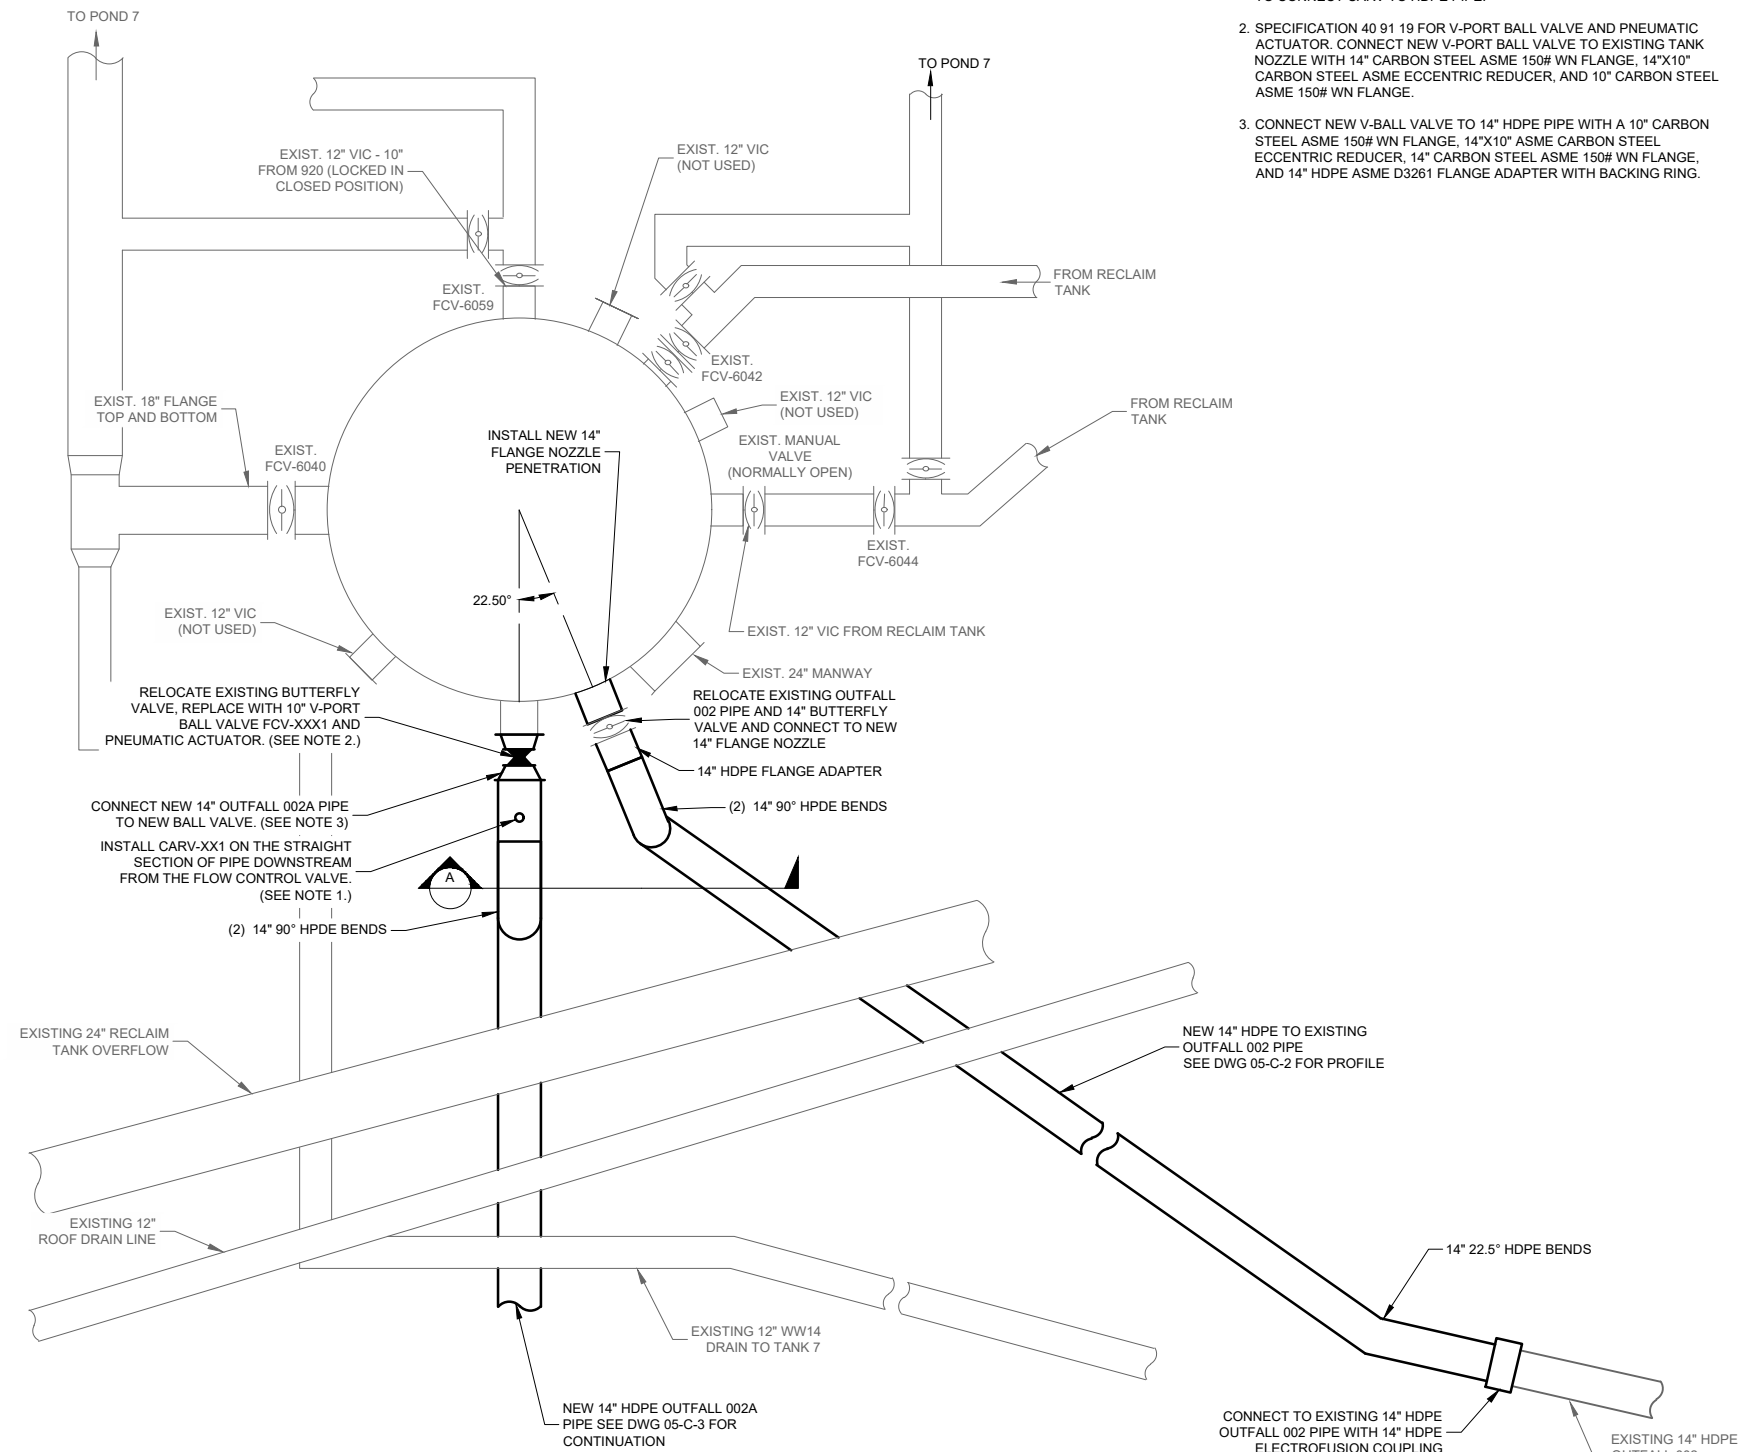 TO POND 7
2. SPECIFICATION 40 91 19 FOR V-PORT BALL VALVE AND PNEUMATIC
ACTUATOR. CONNECT NEW V-PORT BALL VALVE TO EXISTING TANK
NOZZLE WITH 14" CARBON STEEL ASME 150# WN FLANGE, 14"X10"
CARBON STEEL ASME ECCENTRIC REDUCER, AND 10" CARBON STEEL
ASME 150# WN FLANGE.
3. CONNECT NEW V-BALL VALVE TO 14" HDPE PIPE WITH A 10" CARBON
STEEL ASME 150# WN FLANGE, 14"X10" ASME CARBON STEEL
ECCENTRIC REDUCER, 14" CARBON STEEL ASME 150# WN FLANGE,
AND 14" HDPE ASME D3261 FLANGE ADAPTER WITH BACKING RING.
TO POND 7
EXIST. 12" VIC - 10"
FROM 920 (LOCKED IN
CLOSED POSITION)
EXIST. 12" VIC
(NOT USED)
EXIST.
FCV-6059
FROM RECLAIM
TANK
EXIST.
FCV-6042
EXIST. 12" VIC
(NOT USED)
FROM RECLAIM
TANK
EXIST. 18" FLANGE
TOP AND BOTTOM
EXIST.
FCV-6040
INSTALL NEW 14"
FLANGE NOZZLE
PENETRATION
EXIST. MANUAL
VALVE
(NORMALLY OPEN)
EXIST.
FCV-6044
22.50°
EXIST. 12" VIC
(NOT USED)
EXIST. 12" VIC FROM RECLAIM TANK
EXIST. 24" MANWAY
RELOCATE EXISTING BUTTERFLY
VALVE, REPLACE WITH 10" V-PORT
BALL VALVE FCV-XXX1 AND
PNEUMATIC ACTUATOR. (SEE NOTE 2.)
RELOCATE EXISTING OUTFALL
002 PIPE AND 14" BUTTERFLY
VALVE AND CONNECT TO NEW
14" FLANGE NOZZLE
14" HDPE FLANGE ADAPTER
CONNECT NEW 14" OUTFALL 002A PIPE
TO NEW BALL VALVE. (SEE NOTE 3)
(2) 14" 90° HPDE BENDS
INSTALL CARV-XX1 ON THE STRAIGHT
SECTION OF PIPE DOWNSTREAM
FROM THE FLOW CONTROL VALVE.
(SEE NOTE 1.)
A
(2) 14" 90° HPDE BENDS
EXISTING 24" RECLAIM
TANK OVERFLOW
NEW 14" HDPE TO EXISTING
OUTFALL 002 PIPE
SEE DWG 05-C-2 FOR PROFILE
EXISTING 12"
ROOF DRAIN LINE
14" 22.5° HDPE BENDS
EXISTING 12" WW14
DRAIN TO TANK 7
NEW 14" HDPE OUTFALL 002A
PIPE SEE DWG 05-C-3 FOR
CONTINUATION
CONNECT TO EXISTING 14" HDPE
OUTFALL 002 PIPE WITH 14" HDPE
ELECTROFUSION COUPLING
EXISTING 14" HDPE